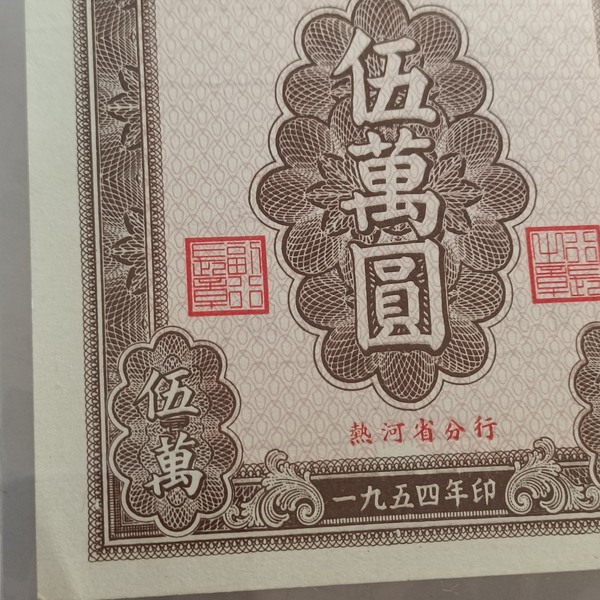 伍萬圓
伍萬
熱河省分行
一九五四年印